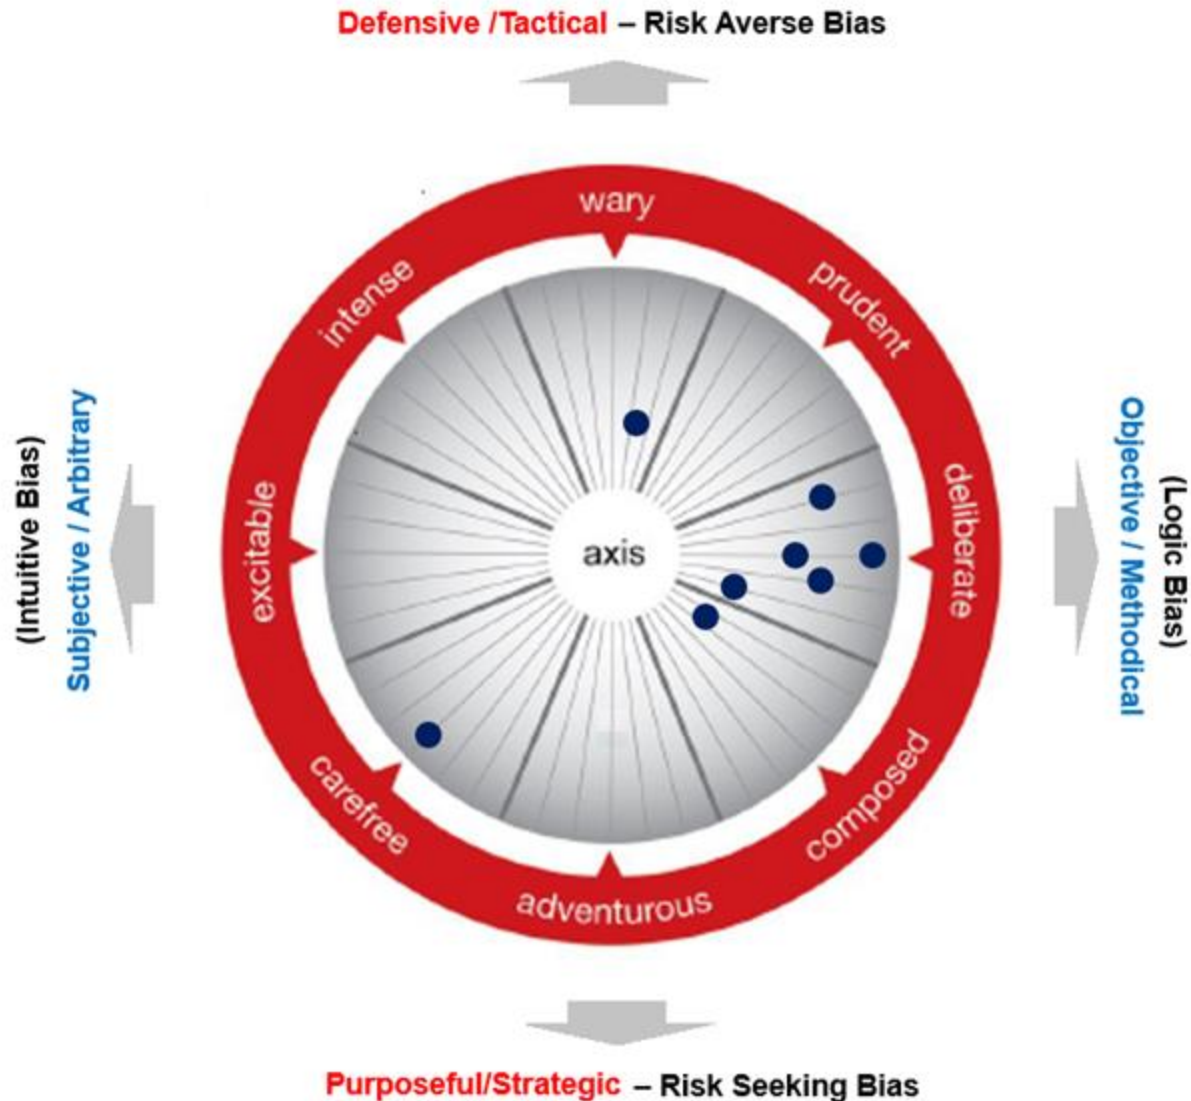 Defensive /Tactical – Risk Averse Bias
wary
intense
prudent
(Intuitive Bias)
Subjective / Arbitrary
excitable
axis
deliberate
Objective / Methodical
(Logic Bias)
carefree
composed
adventurous
Purposeful/Strategic – Risk Seeking Bias